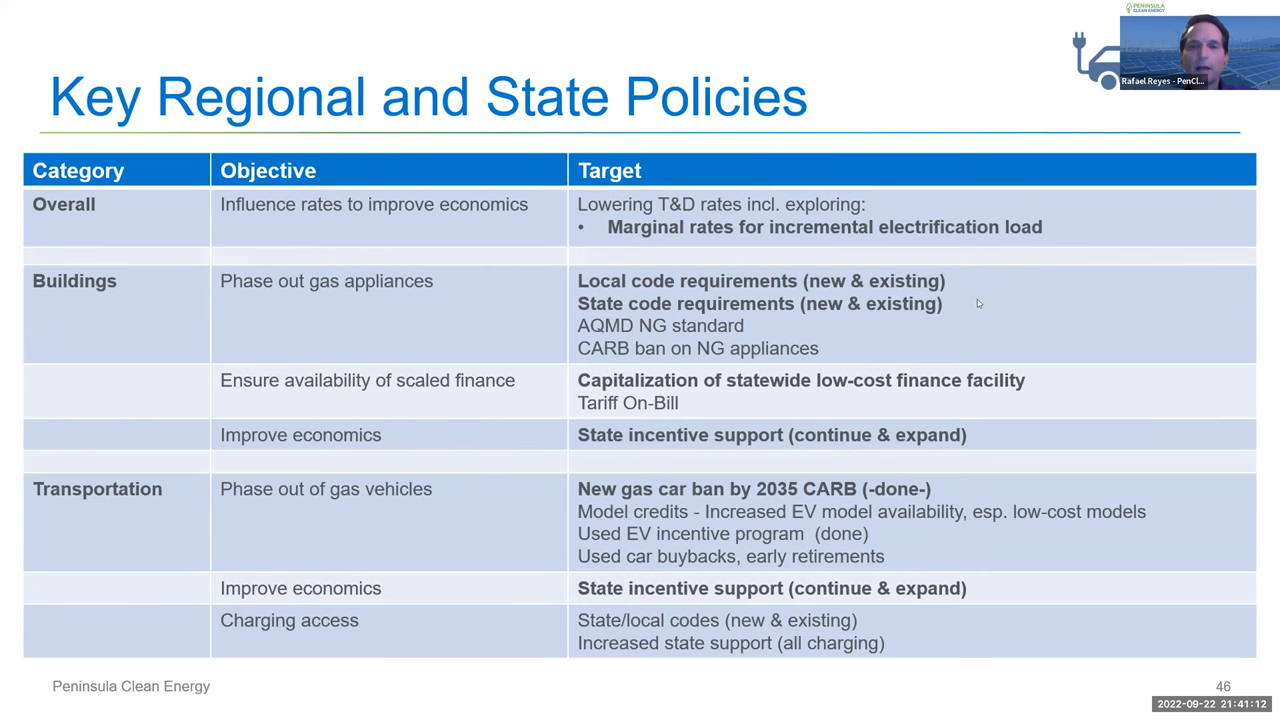 PENINSULA
CLEAN ENERGY
Rafael Reyes - PenCl...
Key Regional and State Policies
Category Objective Target
Overall Influence rates to improve economics Lowering T&D rates incl. exploring:
• Marginal rates for incremental electrification load
Buildings Phase out gas appliances Local code requirements (new & existing)
State code requirements (new & existing)
AQMD NG standard
CARB ban on NG appliances
Ensure availability of scaled finance Capitalization of statewide low-cost finance facility
Tariff On-Bill
Improve economics State incentive support (continue & expand)
Transportation Phase out of gas vehicles New gas car ban by 2035 CARB (-done-)
Model credits - Increased EV model availability, esp. low-cost models
Used EV incentive program (done)
Used car buybacks, early retirements
Improve economics State incentive support (continue & expand)
Charging access State/local codes (new & existing)
Increased state support (all charging)
Peninsula Clean Energy 46
2022-09-22 21:41:12